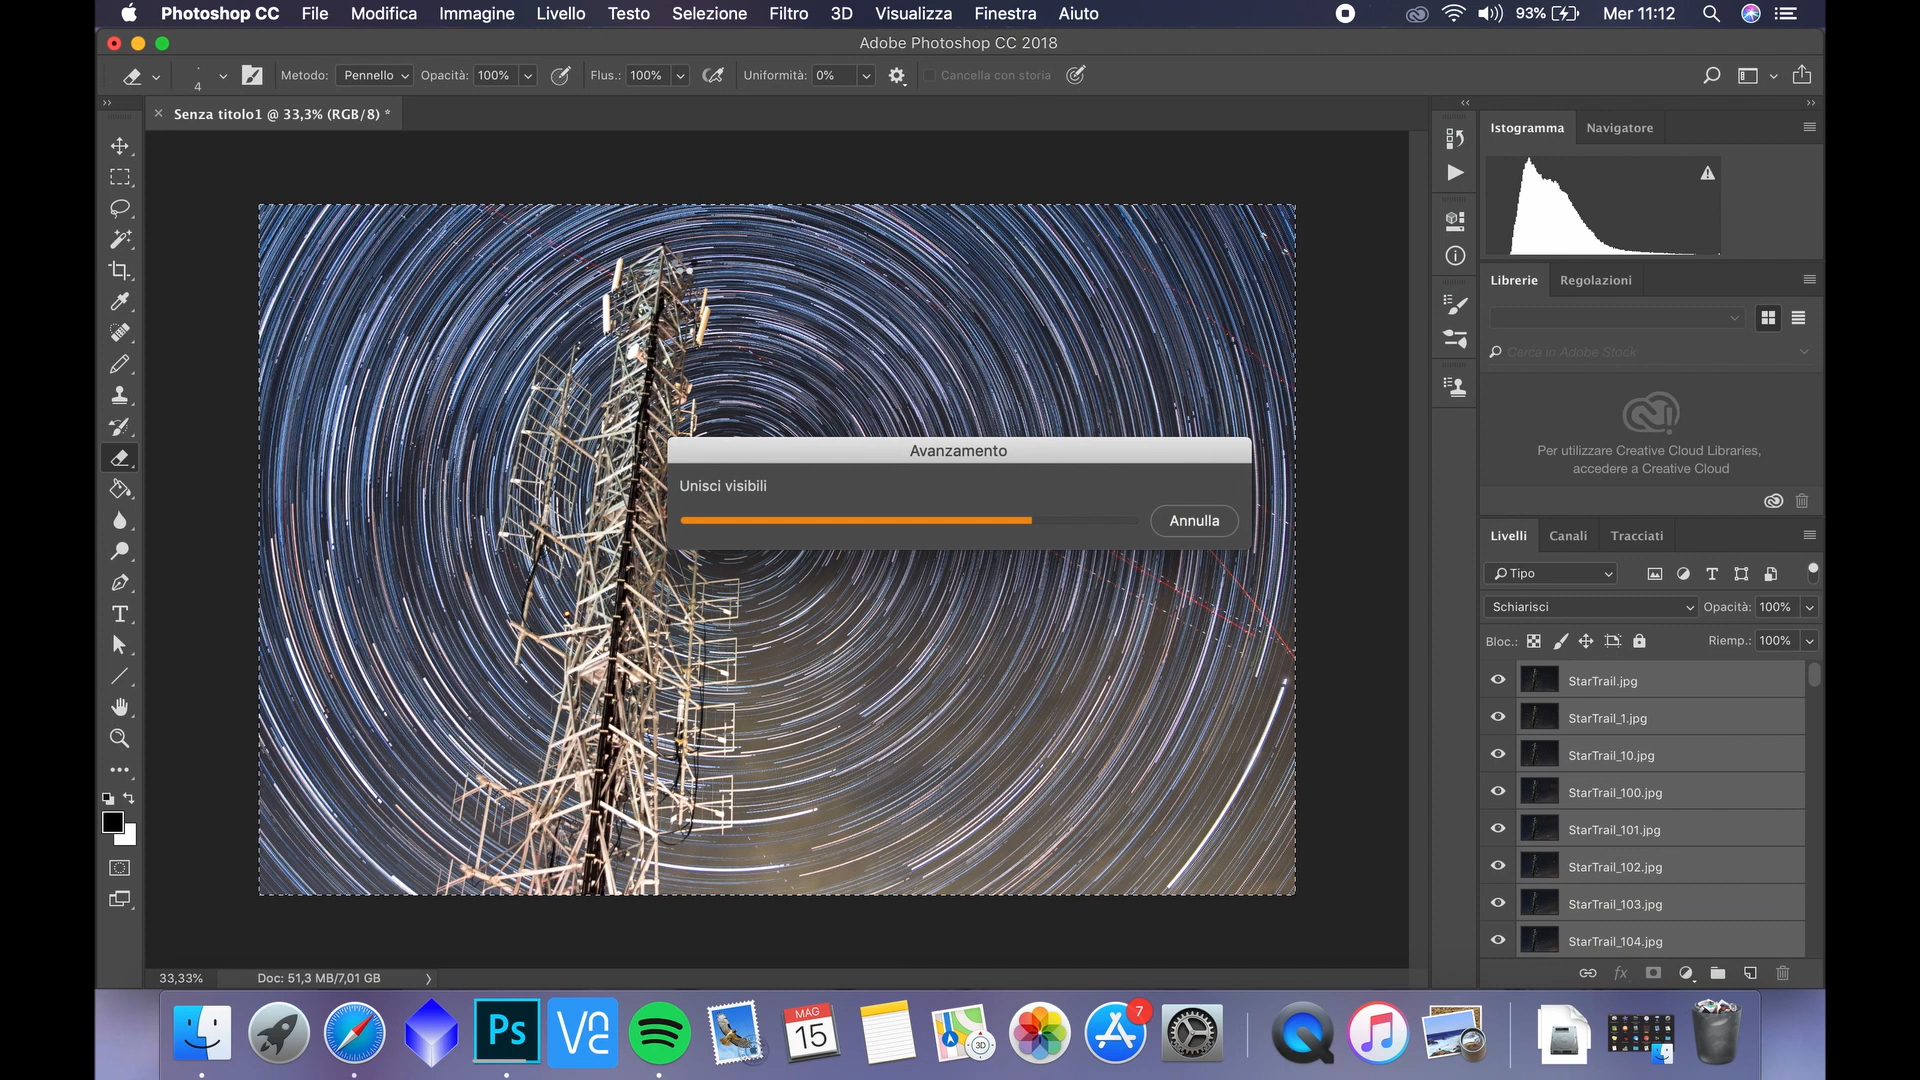 Photoshop CC File Modifica Immagine Livello Testo Selezione Filtro 3D Visualizza Finestra Aiuto 93% Mer 11:12
Adobe Photoshop CC 2018
4 Metodo: Pennello Opacità: 100% Flus.: 100% Uniformità: 0% Cancella con storia
Senza titolo1 @ 33,3% (RGB/8) *
Istogramma Navigatore
Librerie Regolazioni
Cerca in Adobe Stock
Per utilizzare Creative Cloud Libraries,
accedere a Creative Cloud
Avanzamento
Unisci visibili
Annulla
Livelli Canali Tracciati
Tipo
Schiarisci Opacità: 100%
Bloc.: Riemp.: 100%
StarTrail.jpg
StarTrail_1.jpg
StarTrail_10.jpg
StarTrail_100.jpg
StarTrail_101.jpg
StarTrail_102.jpg
StarTrail_103.jpg
StarTrail_104.jpg
fx
33,33% Doc: 51,3 MB/7,01 GB
Ps
MAG
15
3D
7